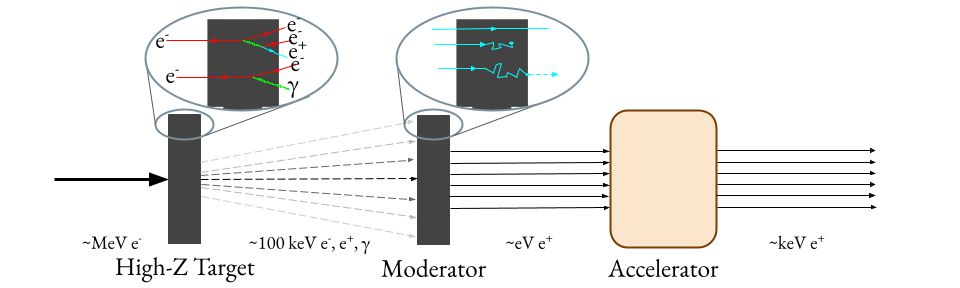 e⁻
e⁻
e⁻
e⁺
e⁻
e⁻
γ
~MeV e⁻
~100 keV e⁻, e⁺, γ
~eV e⁺
~keV e⁺
High-Z Target
Moderator
Accelerator